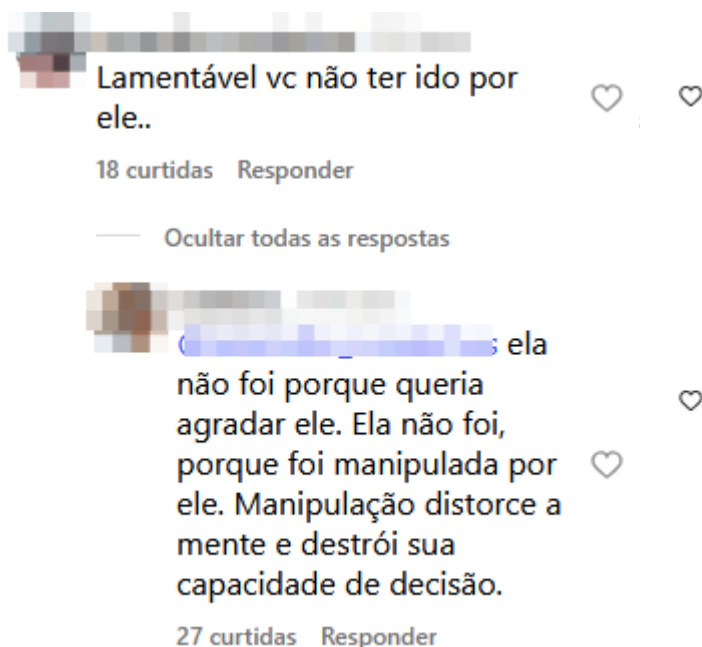 Lamentável vc não ter ido por
ele..
18 curtidas Responder
Ocultar todas as respostas
ela
não foi porque queria
agradar ele. Ela não foi,
porque foi manipulada por
ele. Manipulação distorce a
mente e destrói sua
capacidade de decisão.
27 curtidas Responder